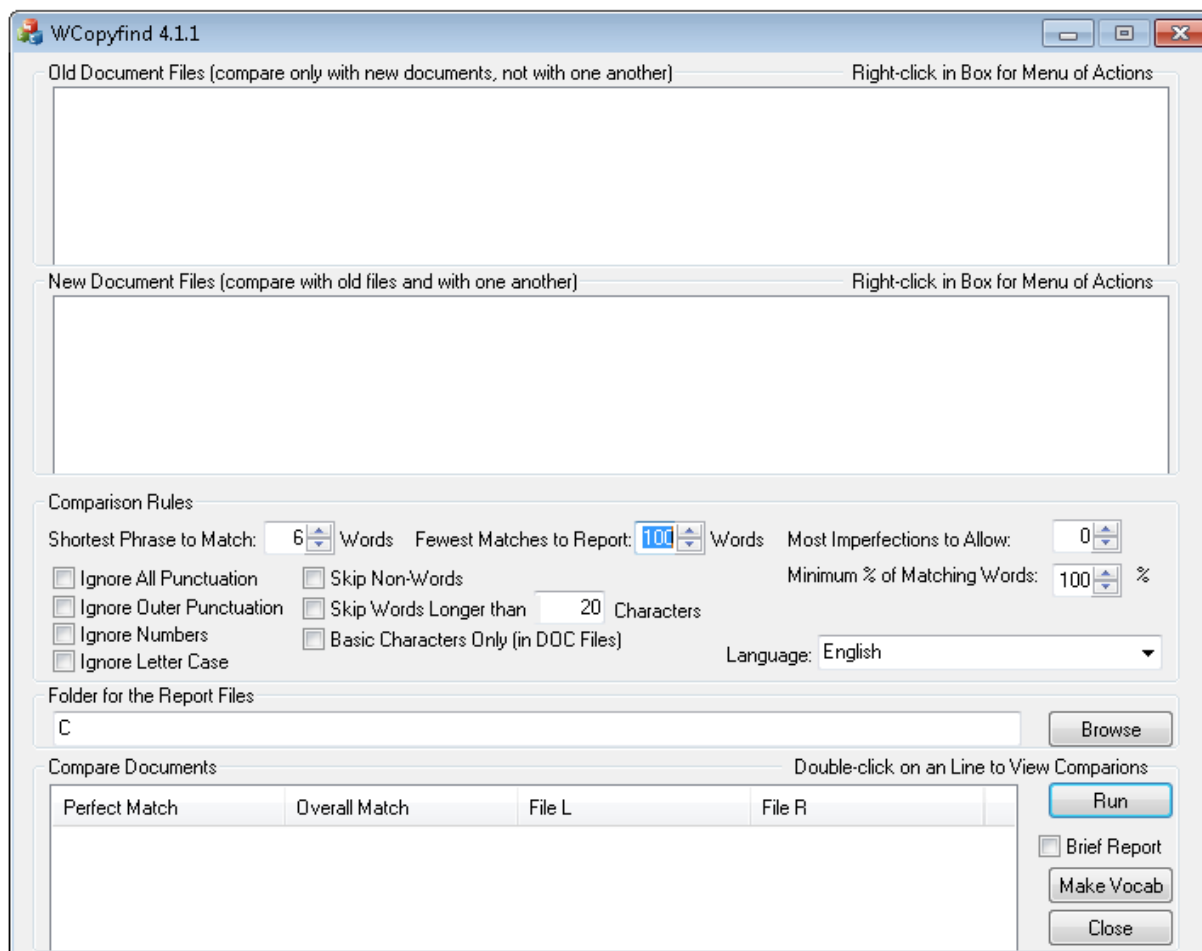 WCopyfind 4.1.1
Old Document Files (compare only with new documents, not with one another) Right-click in Box for Menu of Actions
New Document Files (compare with old files and with one another) Right-click in Box for Menu of Actions
Comparison Rules
Shortest Phrase to Match: 6 Words Fewest Matches to Report: 100 Words Most Imperfections to Allow: 0
Ignore All Punctuation Skip Non-Words Minimum % of Matching Words: 100 %
Ignore Outer Punctuation Skip Words Longer than 20 Characters
Ignore Numbers Basic Characters Only (in DOC Files)
Ignore Letter Case Language: English
Folder for the Report Files
C Browse
Compare Documents Double-click on an Line to View Comparions
Perfect Match Overall Match File L File R Run
Brief Report
Make Vocab
Close